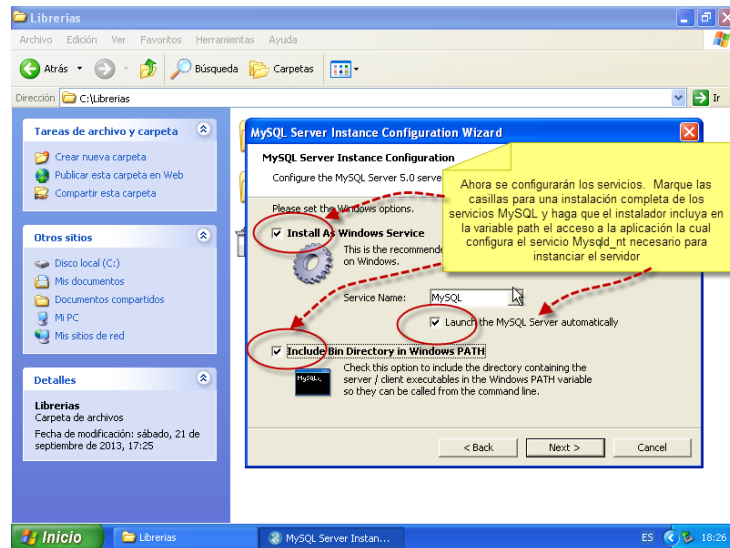 Librerias
Archivo Edición Ver Favoritos Herramientas Ayuda
Atrás Búsqueda Carpetas
Dirección C:\Librerias Ir
Tareas de archivo y carpeta
Crear nueva carpeta
Publicar esta carpeta en Web
Compartir esta carpeta
Otros sitios
Disco local (C:)
Mis documentos
Documentos compartidos
Mi PC
Mis sitios de red
Detalles
Librerias
Carpeta de archivos
Fecha de modificación: sábado, 21 de
septiembre de 2013, 17:25
MySQL Server Instance Configuration Wizard
MySQL Server Instance Configuration
Configure the MySQL Server 5.0 serve
Ahora se configurarán los servicios. Marque las
casillas para una instalación completa de los
servicios MySQL y haga que el instalador incluya en
la variable path el acceso a la aplicación la cual
configura el servicio Mysqld_nt necesario para
instanciar el servidor
Please set the Windows options.
Install As Windows Service
This is the recommende
on Windows.
Service Name: MySQL
Launch the MySQL Server automatically
Include Bin Directory in Windows PATH
Check this option to include the directory containing the
server / client executables in the Windows PATH variable
so they can be called from the command line.
< Back Next > Cancel
Inicio Librerias MySQL Server Instan... ES 18:26